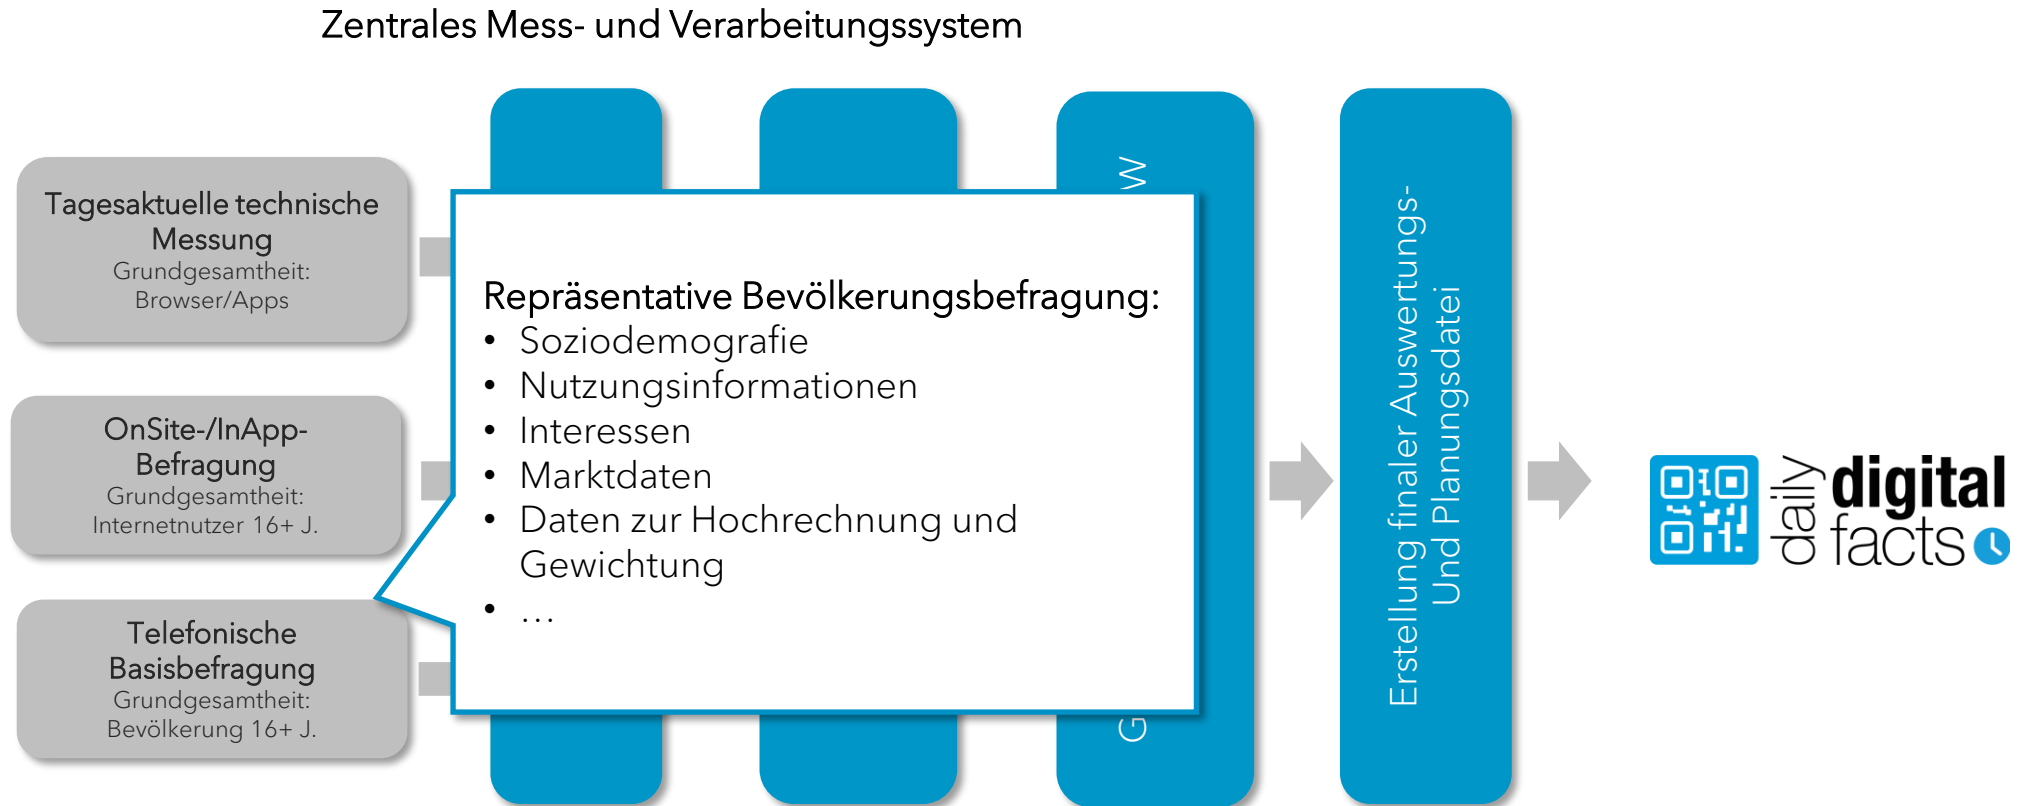 Zentrales Mess- und Verarbeitungssystem
Tagesaktuelle technische
Messung
Grundgesamtheit:
Browser/Apps
OnSite-/InApp-
Befragung
Grundgesamtheit:
Internetnutzer 16+ J.
Telefonische
Basisbefragung
Grundgesamtheit:
Bevölkerung 16+ J.
Repräsentative Bevölkerungsbefragung:
• Soziodemografie
• Nutzungsinformationen
• Interessen
• Marktdaten
• Daten zur Hochrechnung und
Gewichtung
• …
Erstellung finaler Auswertungs-
Und Planungsdatei
daily
digital
facts